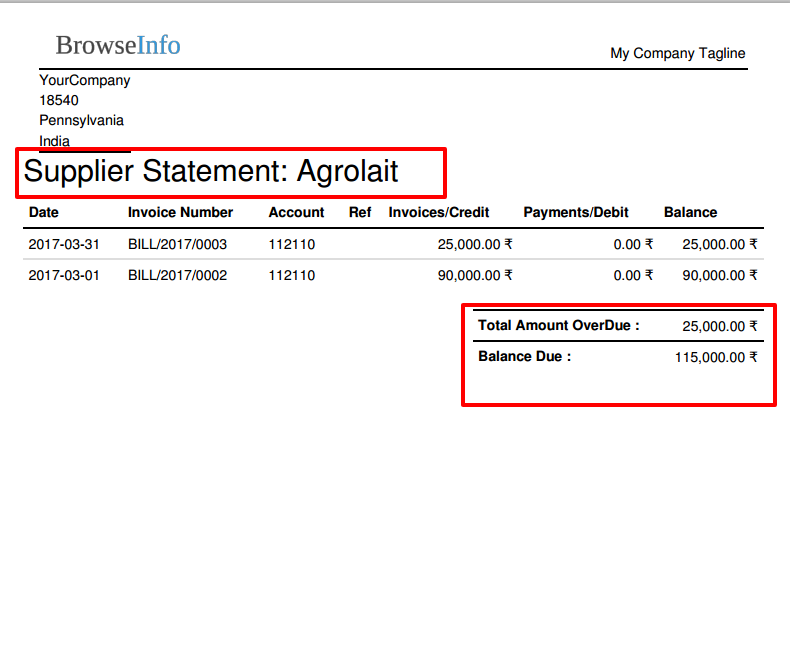 BrowseInfo
My Company Tagline
YourCompany
18540
Pennsylvania
India
Supplier Statement: Agrolait
Date Invoice Number Account Ref Invoices/Credit Payments/Debit Balance
2017-03-31 BILL/2017/0003 112110 25,000.00 ₹ 0.00 ₹ 25,000.00 ₹
2017-03-01 BILL/2017/0002 112110 90,000.00 ₹ 0.00 ₹ 90,000.00 ₹
Total Amount OverDue : 25,000.00 ₹
Balance Due : 115,000.00 ₹